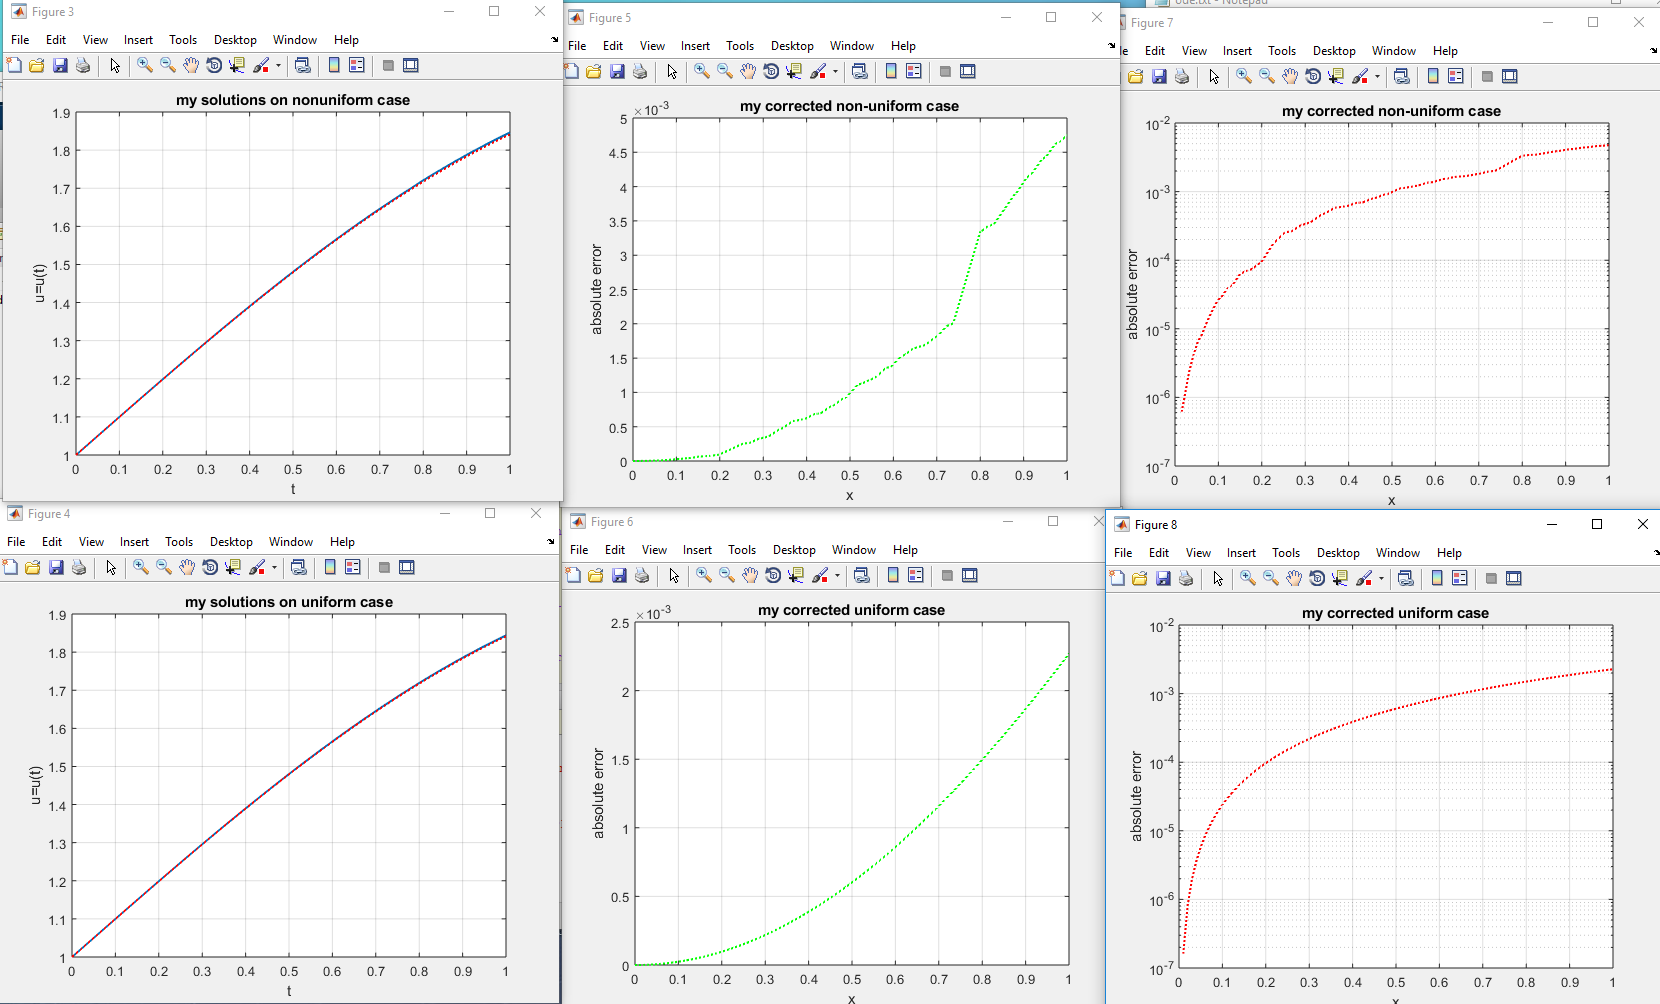 Figure 3
File Edit View Insert Tools Desktop Window Help
my solutions on nonuniform case
1.9
1.8
1.7
1.6
1.5
1.4
1.3
1.2
1.1
1
u=u(t)
0 0.1 0.2 0.3 0.4 0.5 0.6 0.7 0.8 0.9 1
t
Figure 5
File Edit View Insert Tools Desktop Window Help
my corrected non-uniform case
×10^-3
5
4.5
4
3.5
3
2.5
2
1.5
1
0.5
0
absolute error
0 0.1 0.2 0.3 0.4 0.5 0.6 0.7 0.8 0.9 1
x
ode.txt - Notepad
Figure 7
Edit View Insert Tools Desktop Window Help
my corrected non-uniform case
10^-2
10^-3
10^-4
10^-5
10^-6
10^-7
absolute error
0 0.1 0.2 0.3 0.4 0.5 0.6 0.7 0.8 0.9 1
x
Figure 4
File Edit View Insert Tools Desktop Window Help
my solutions on uniform case
1.9
1.8
1.7
1.6
1.5
1.4
1.3
1.2
1.1
1
u=u(t)
0 0.1 0.2 0.3 0.4 0.5 0.6 0.7 0.8 0.9 1
t
Figure 6
File Edit View Insert Tools Desktop Window Help
my corrected uniform case
×10^-3
2.5
2
1.5
1
0.5
0
absolute error
0 0.1 0.2 0.3 0.4 0.5 0.6 0.7 0.8 0.9 1
x
Figure 8
File Edit View Insert Tools Desktop Window Help
my corrected uniform case
10^-2
10^-3
10^-4
10^-5
10^-6
10^-7
absolute error
0 0.1 0.2 0.3 0.4 0.5 0.6 0.7 0.8 0.9 1
x